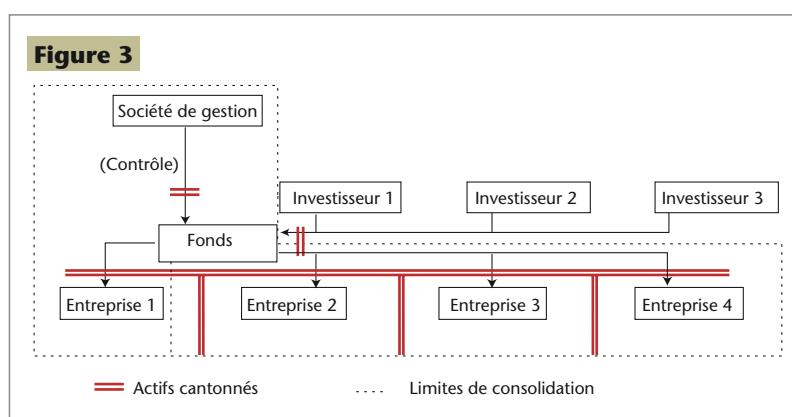 Figure 3
Société de gestion
(Contrôle)
Investisseur 1
Investisseur 2
Investisseur 3
Fonds
Entreprise 1
Entreprise 2
Entreprise 3
Entreprise 4
Actifs cantonnés
Limites de consolidation